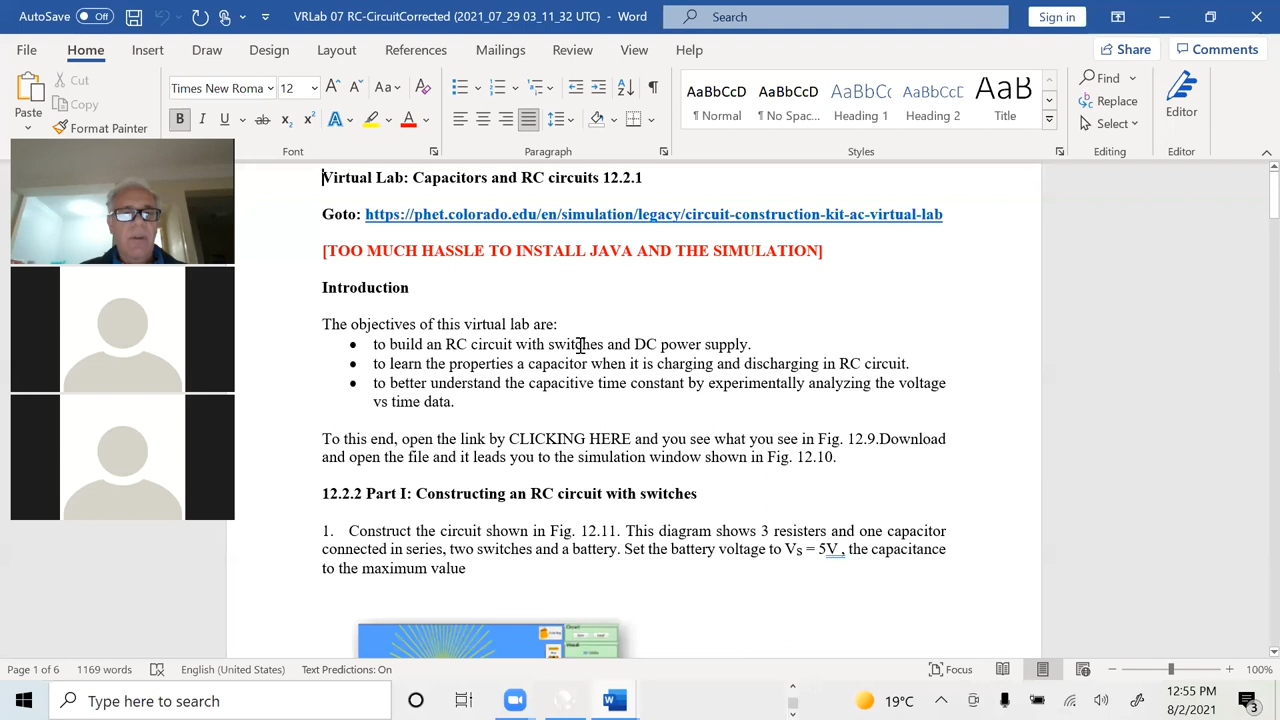 AutoSave Off VRLab 07 RC-CircuitCorrected (2021_07_29 03_11_03 UTC) Search Sign in
File Home Insert Draw Design Layout References Mailings Review View Help Share Comments
Paste Cut Copy Format Painter
Times New Roma 12 Aa
B I U ab x₂ x² A A
AaBbCcDc AaBbCcDc AaBbCc AaBbCcD AaB
¶ Normal ¶ No Spac... Heading 1 Heading 2 Title
Find Replace Select Editor
Font Paragraph Styles Editing Editor
Virtual Lab: Capacitors and RC circuits 12.2.1
Goto: https://phet.colorado.edu/en/simulation/legacy/circuit-construction-kit-ac-virtual-lab
[TOO MUCH HASSLE TO INSTALL JAVA AND THE SIMULATION]
Introduction
The objectives of this virtual lab are:
• to build an RC circuit with switches and DC power supply.
• to learn the properties a capacitor when it is charging and discharging in RC circuit.
• to better understand the capacitive time constant by experimentally analyzing the voltage
vs time data.
To this end, open the link by CLICKING HERE and you see what you see in Fig. 12.9.Download
and open the file and it leads you to the simulation window shown in Fig. 12.10.
12.2.2 Part I: Constructing an RC circuit with switches
1. Construct the circuit shown in Fig. 12.11. This diagram shows 3 resisters and one capacitor
connected in series, two switches and a battery. Set the battery voltage to Vs = 5V , the capacitance
to the maximum value
Page 1 of 6 1169 words English (United States) Text Predictions: On Focus 100%
Type here to search 19°C 12:55 PM
8/2/2021 3